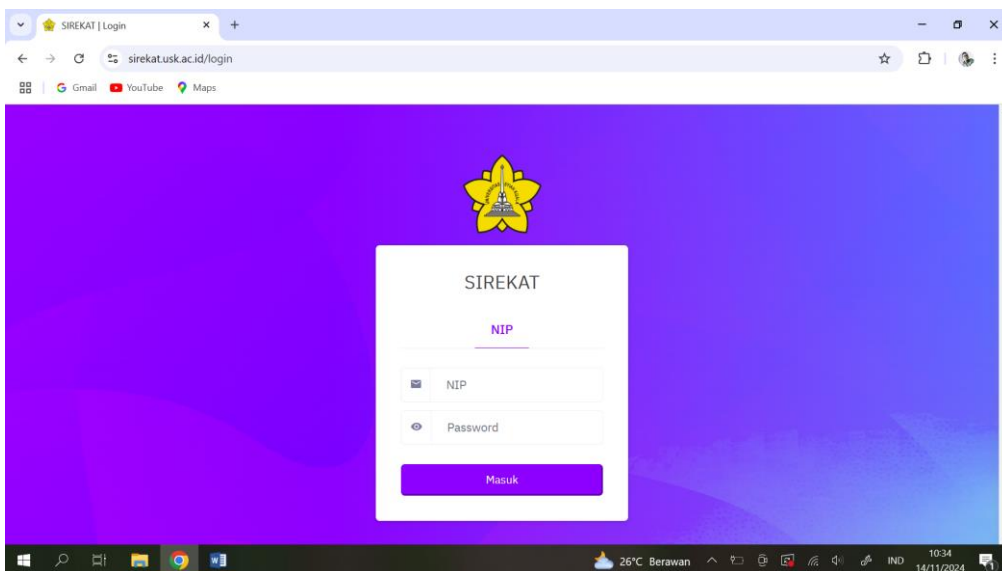 SIREKAT | Login
sirekat.usk.ac.id/login
Gmail YouTube Maps
SIREKAT
NIP
NIP
Password
Masuk
26°C Berawan IND 10:34
14/11/2024